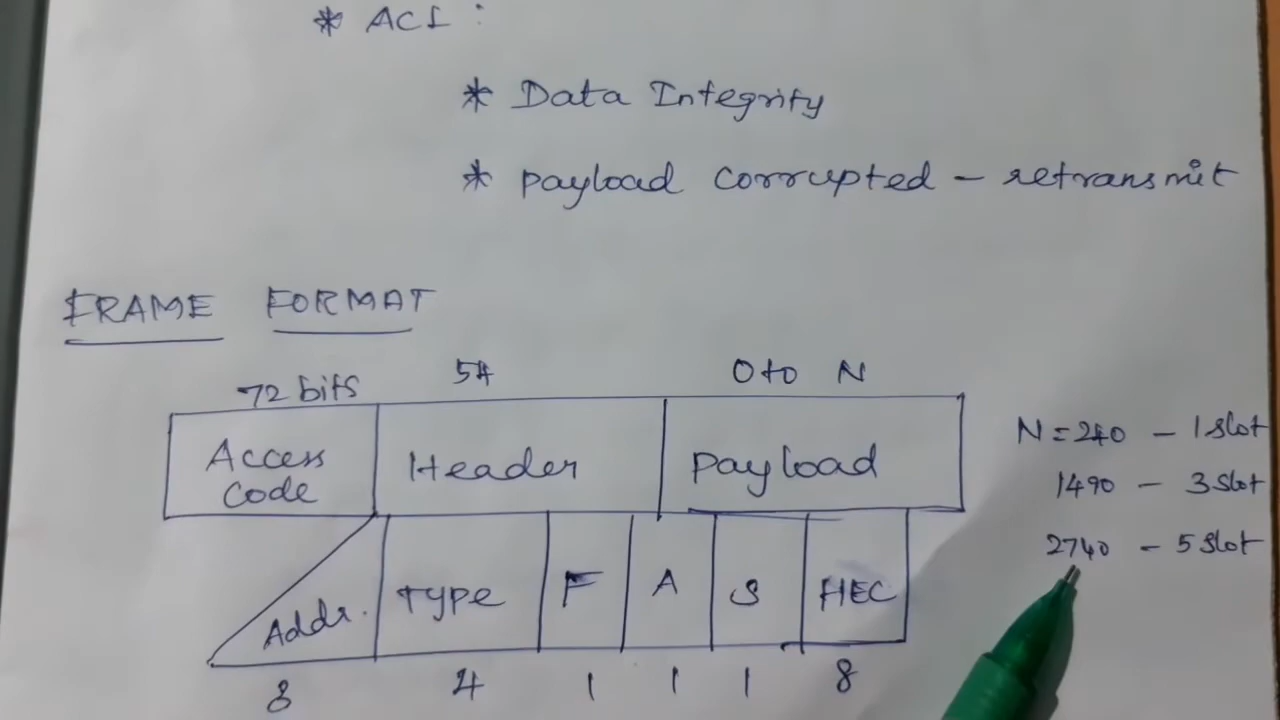 * ACL :
* Data Integrity
* Payload corrupted - retransmit
FRAME FORMAT
72 bits 54 0 to N
Access Code Header Payload
N = 240 - 1 slot
1490 - 3 slot
2740 - 5 slot
Addr. Type F A S HEC
3 4 1 1 1 8